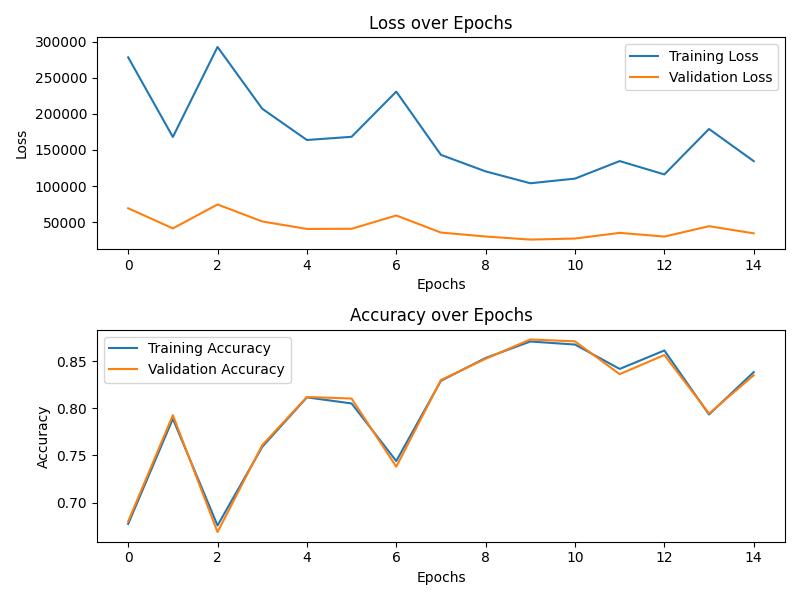 Loss over Epochs
300000
250000
200000
150000
100000
50000
Loss
Training Loss
Validation Loss
0 2 4 6 8 10 12 14
Epochs
Accuracy over Epochs
0.85
0.80
0.75
0.70
Accuracy
Training Accuracy
Validation Accuracy
0 2 4 6 8 10 12 14
Epochs